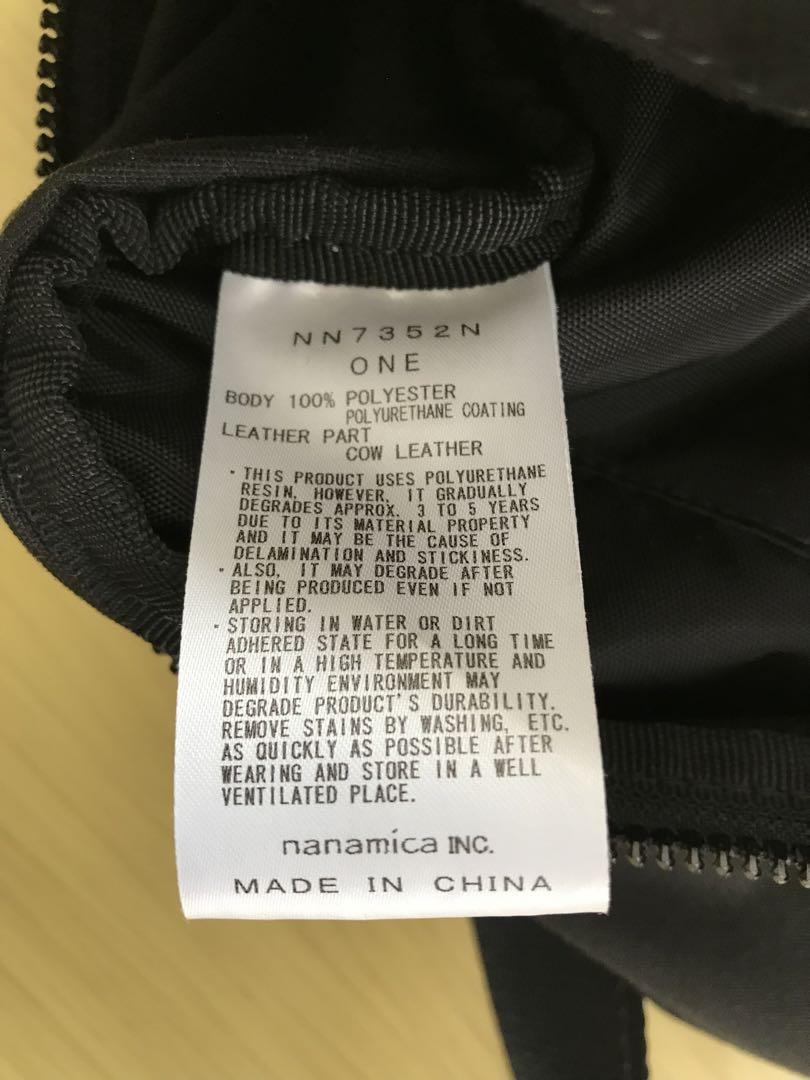 NN7352N
ONE
BODY 100% POLYESTER
POLYURETHANE COATING
LEATHER PART
COW LEATHER
・THIS PRODUCT USES POLYURETHANE
RESIN, HOWEVER, IT GRADUALLY
DEGRADES APPROX. 3 TO 5 YEARS
DUE TO ITS MATERIAL PROPERTY
AND IT MAY BE THE CAUSE OF
DELAMINATION AND STICKINESS.
・ALSO, IT MAY DEGRADE AFTER
BEING PRODUCED EVEN IF NOT
APPLIED.
・STORING IN WATER OR DIRT
ADHERED STATE FOR A LONG TIME
OR IN A HIGH TEMPERATURE AND
HUMIDITY ENVIRONMENT MAY
DEGRADE PRODUCT'S DURABILITY.
REMOVE STAINS BY WASHING, ETC.
AS QUICKLY AS POSSIBLE AFTER
WEARING AND STORE IN A WELL
VENTILATED PLACE.
nanamica INC.
MADE IN CHINA